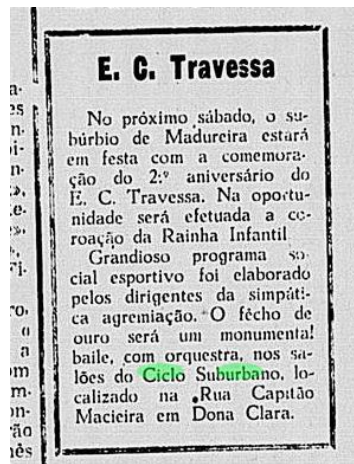 E. C. Travessa
No próximo sábado, o su-
búrbio de Madureira estará
em festa com a comemora-
ção do 2.º aniversário do
E. C. Travessa. Na oportu-
nidade será efetuada a co-
roação da Rainha Infantil
Grandioso programa so-
cial esportivo foi elaborado
pelos dirigentes da simpáti-
ca agremiação. O fêcho de
ouro será um monumental
baile, com orquestra, nos sa-
lões do Ciclo Suburbano, lo-
calizado na Rua Capitão
Macieira em Dona Clara.